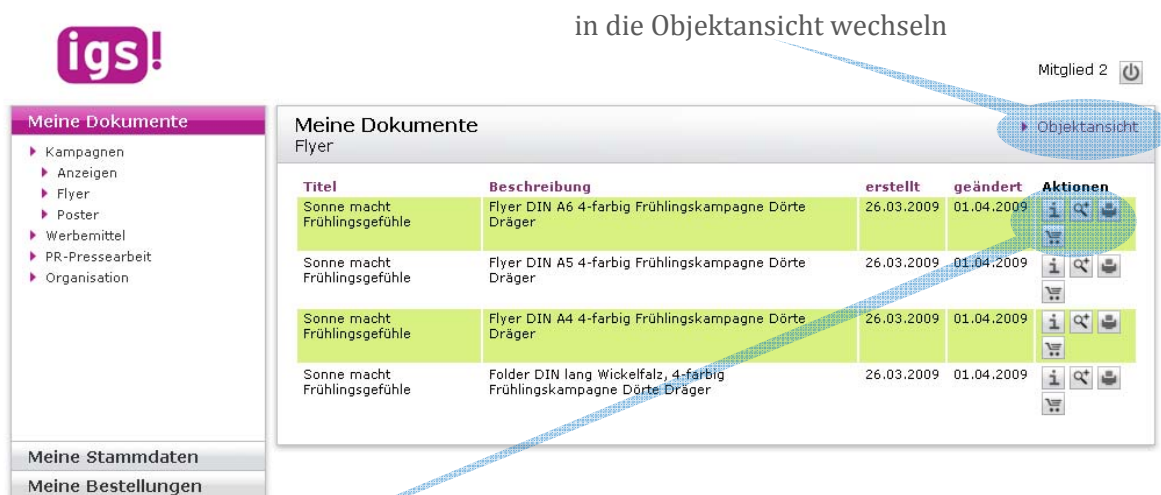 in die Objektansicht wechseln
igs!
Mitglied 2
Meine Dokumente
Kampagnen
Anzeigen
Flyer
Poster
Werbemittel
PR-Pressearbeit
Organisation
Meine Stammdaten
Meine Bestellungen
Meine Dokumente
Objektansicht
Flyer
Titel Beschreibung erstellt geändert Aktionen
Sonne macht Flyer DIN A6 4-farbig Frühlingskampagne Dörte 26.03.2009 01.04.2009
Frühlingsgefühle Dräger
Sonne macht Flyer DIN A5 4-farbig Frühlingskampagne Dörte 26.03.2009 01.04.2009
Frühlingsgefühle Dräger
Sonne macht Flyer DIN A4 4-farbig Frühlingskampagne Dörte 26.03.2009 01.04.2009
Frühlingsgefühle Dräger
Sonne macht Folder DIN lang Wickelfalz, 4-farbig 26.03.2009 01.04.2009
Frühlingsgefühle Frühlingskampagne Dörte Dräger